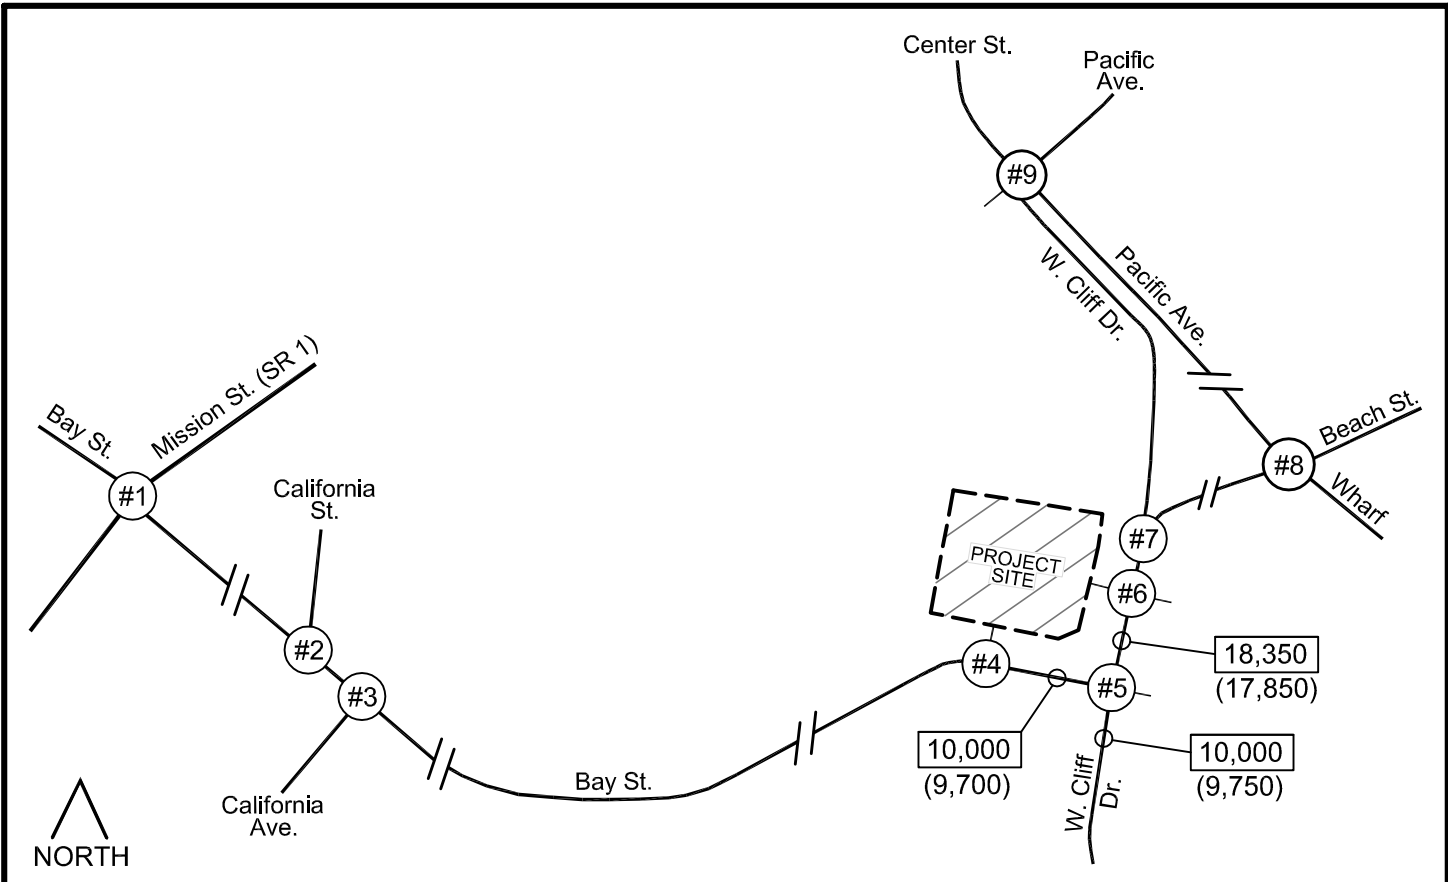 Center St.
Pacific
Ave.
#9
W. Cliff Dr.
Pacific Ave.
Mission St. (SR 1)
Bay St.
#1
Beach St.
#8
Wharf
California
St.
#7
PROJECT
SITE
#6
#2
#4
18,350
(17,850)
#3
#5
10,000
(9,700)
10,000
(9,750)
Bay St.
W. Cliff
Dr.
California
Ave.
NORTH